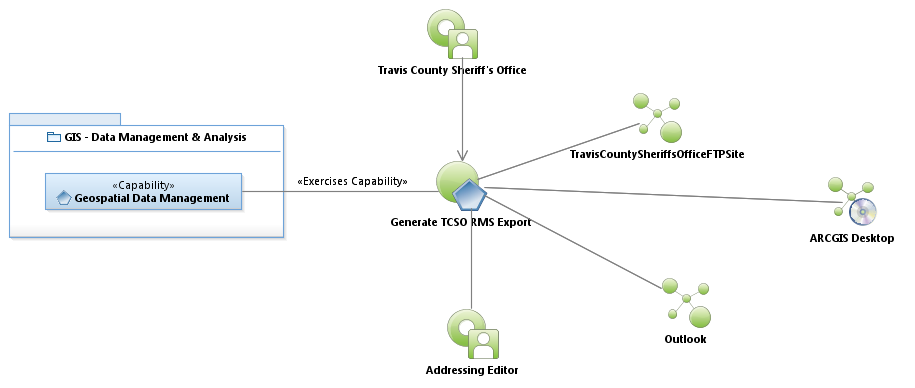 Travis County Sheriff's Office
GIS - Data Management & Analysis
TravisCountySheriffsOfficeFTPSite
«Capability»
Geospatial Data Management
«Exercises Capability»
Generate TCSO RMS Export
ARCGIS Desktop
Outlook
Addressing Editor